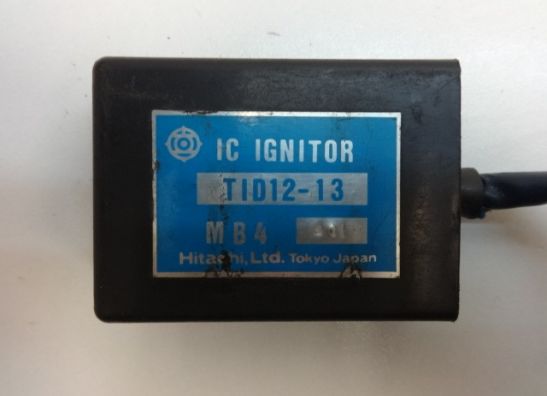 IC IGNITOR
TID12-13
MB4
Hitachi, Ltd. Tokyo Japan